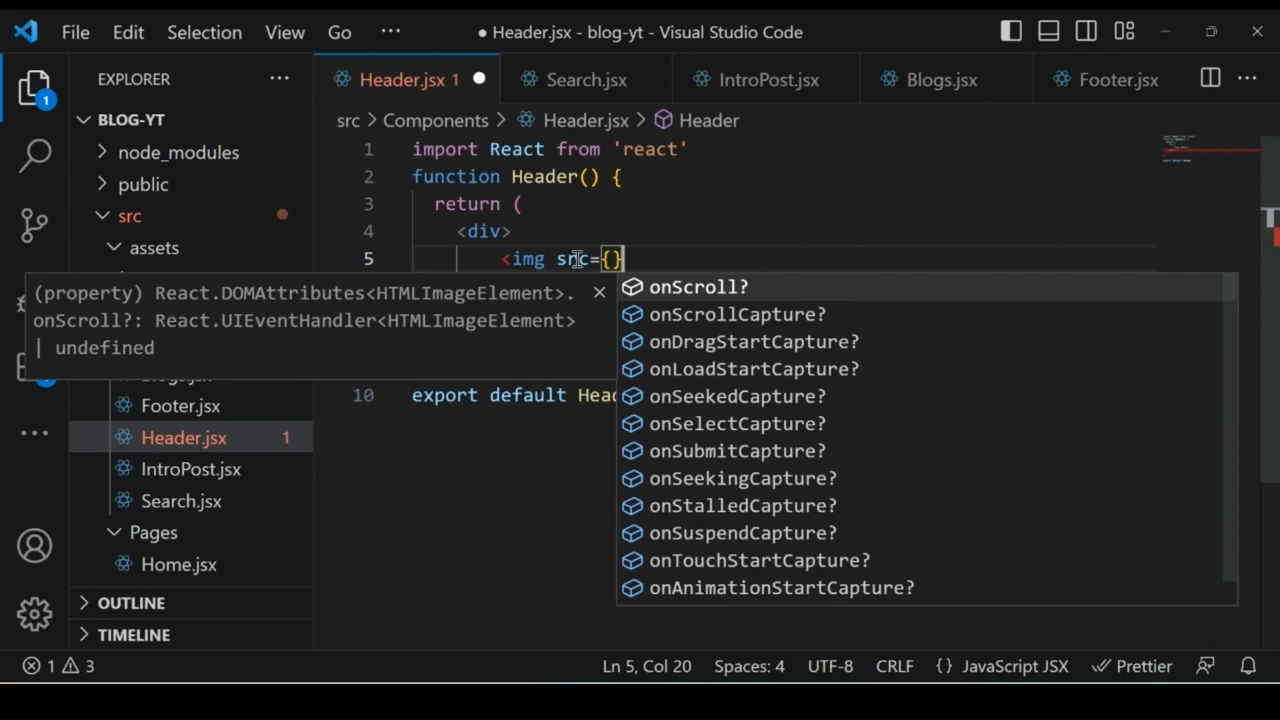 File Edit Selection View Go ··· ● Header.jsx - blog-yt - Visual Studio Code
EXPLORER ···
Header.jsx 1 ● Search.jsx IntroPost.jsx Blogs.jsx Footer.jsx ···
1
BLOG-YT
src > Components > Header.jsx > Header
node_modules
public
src
assets
1 import React from 'react'
2 function Header() {
3 return (
4 <div>
5 <img src={}
(property) React.DOMAttributes<HTMLImageElement>.
onScroll?: React.UIEventHandler<HTMLImageElement>
| undefined
onScroll?
onScrollCapture?
onDragStartCapture?
onLoadStartCapture?
onSeekedCapture?
onSelectCapture?
onSubmitCapture?
onSeekingCapture?
onStalledCapture?
onSuspendCapture?
onTouchStartCapture?
onAnimationStartCapture?
10 export default Head
Footer.jsx
Header.jsx 1
IntroPost.jsx
Search.jsx
Pages
Home.jsx
OUTLINE
TIMELINE
1 3 Ln 5, Col 20 Spaces: 4 UTF-8 CRLF {} JavaScript JSX Prettier